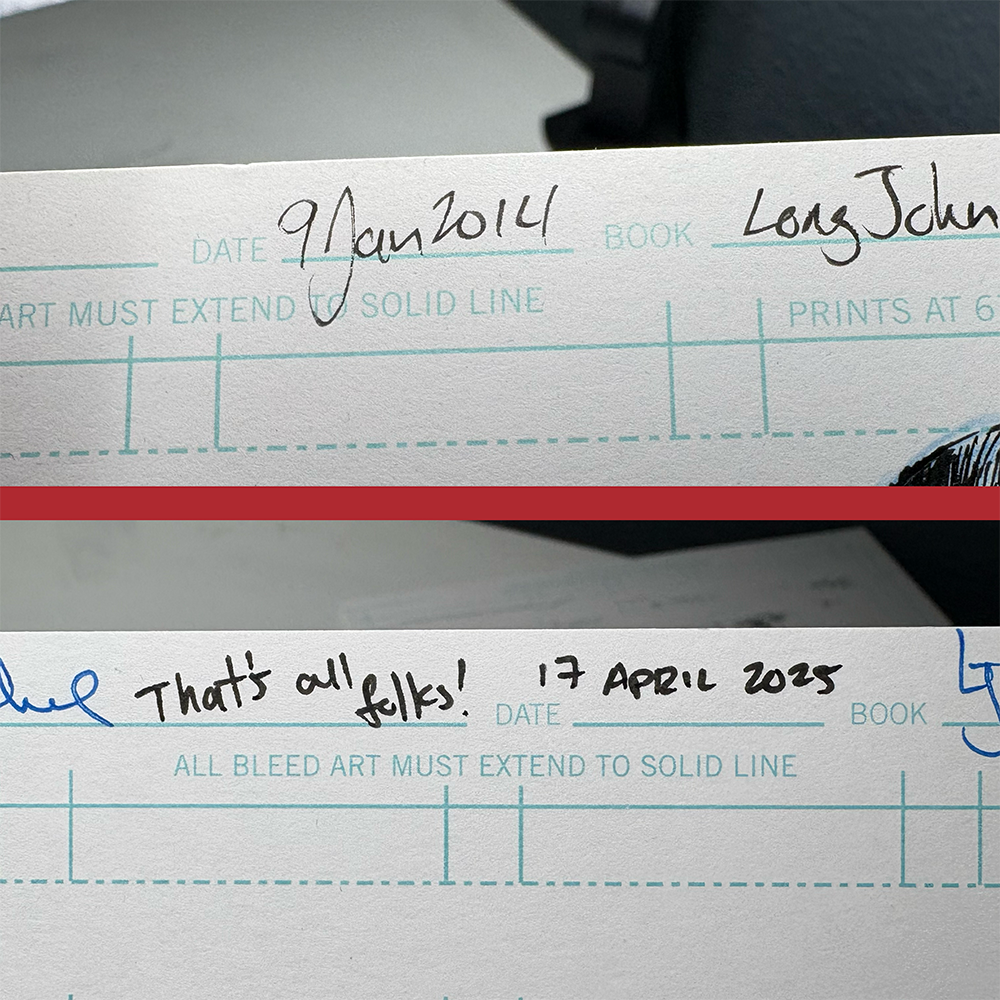 DATE 9 Jan 2014 BOOK Long John
ART MUST EXTEND TO SOLID LINE PRINTS AT 6
That's all folks! DATE 17 APRIL 2025 BOOK
ALL BLEED ART MUST EXTEND TO SOLID LINE